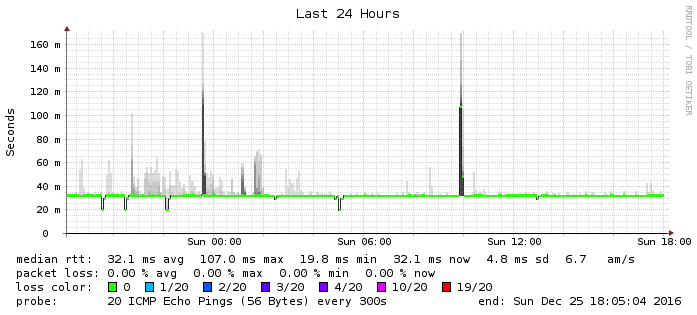 Last 24 Hours
RRDTOOL / TOBI OETIKER
Seconds
160 m
140 m
120 m
100 m
80 m
60 m
40 m
20 m
0
Sun 00:00 Sun 06:00 Sun 12:00 Sun 18:00
median rtt: 32.1 ms avg 107.0 ms max 19.8 ms min 32.1 ms now 4.8 ms sd 6.7 am/s
packet loss: 0.00 % avg 0.00 % max 0.00 % min 0.00 % now
loss color: 0 1/20 2/20 3/20 4/20 10/20 19/20
probe: 20 ICMP Echo Pings (56 Bytes) every 300s end: Sun Dec 25 18:05:04 2016